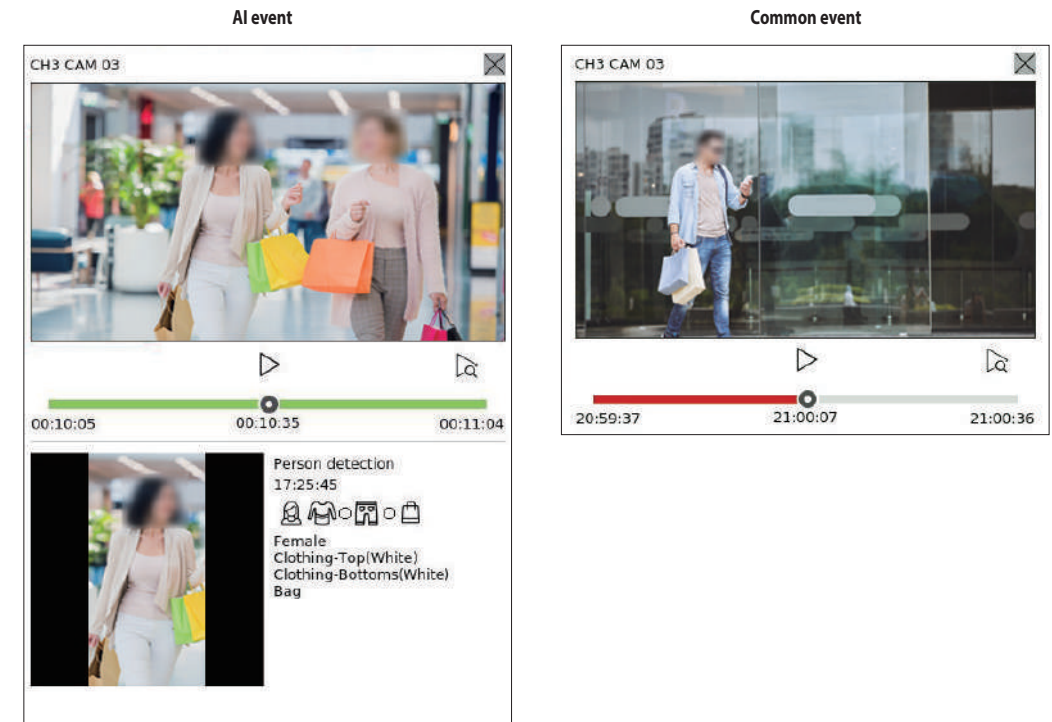 AI event
CH3 CAM 03
00:10:05 00:10:35 00:11:04
Person detection
17:25:45
Female
Clothing-Top(White)
Clothing-Bottoms(White)
Bag
Common event
CH3 CAM 03
20:59:37 21:00:07 21:00:36